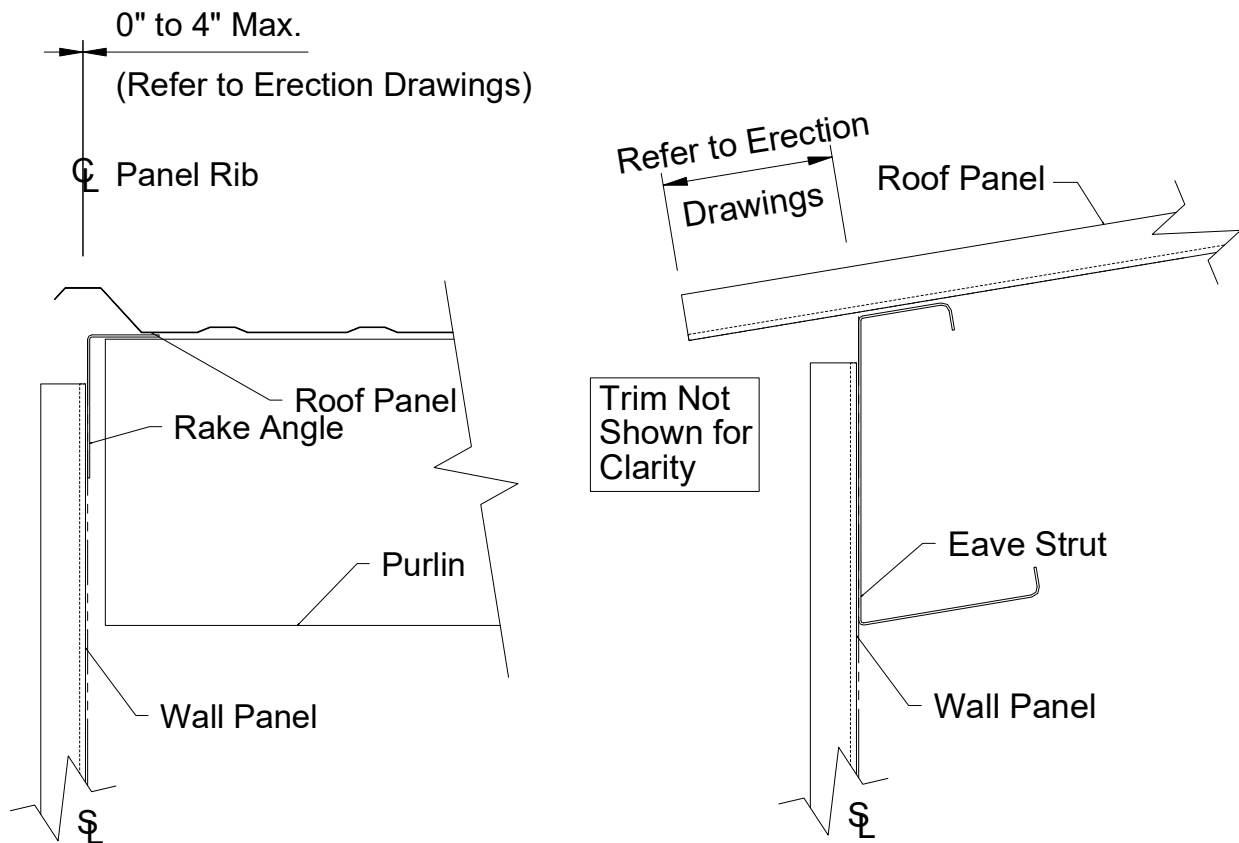 0" to 4" Max.
(Refer to Erection Drawings)
℄ Panel Rib
Roof Panel
Rake Angle
Purlin
Wall Panel
SL
Refer to Erection
Drawings
Roof Panel
Trim Not
Shown for
Clarity
Eave Strut
Wall Panel
SL